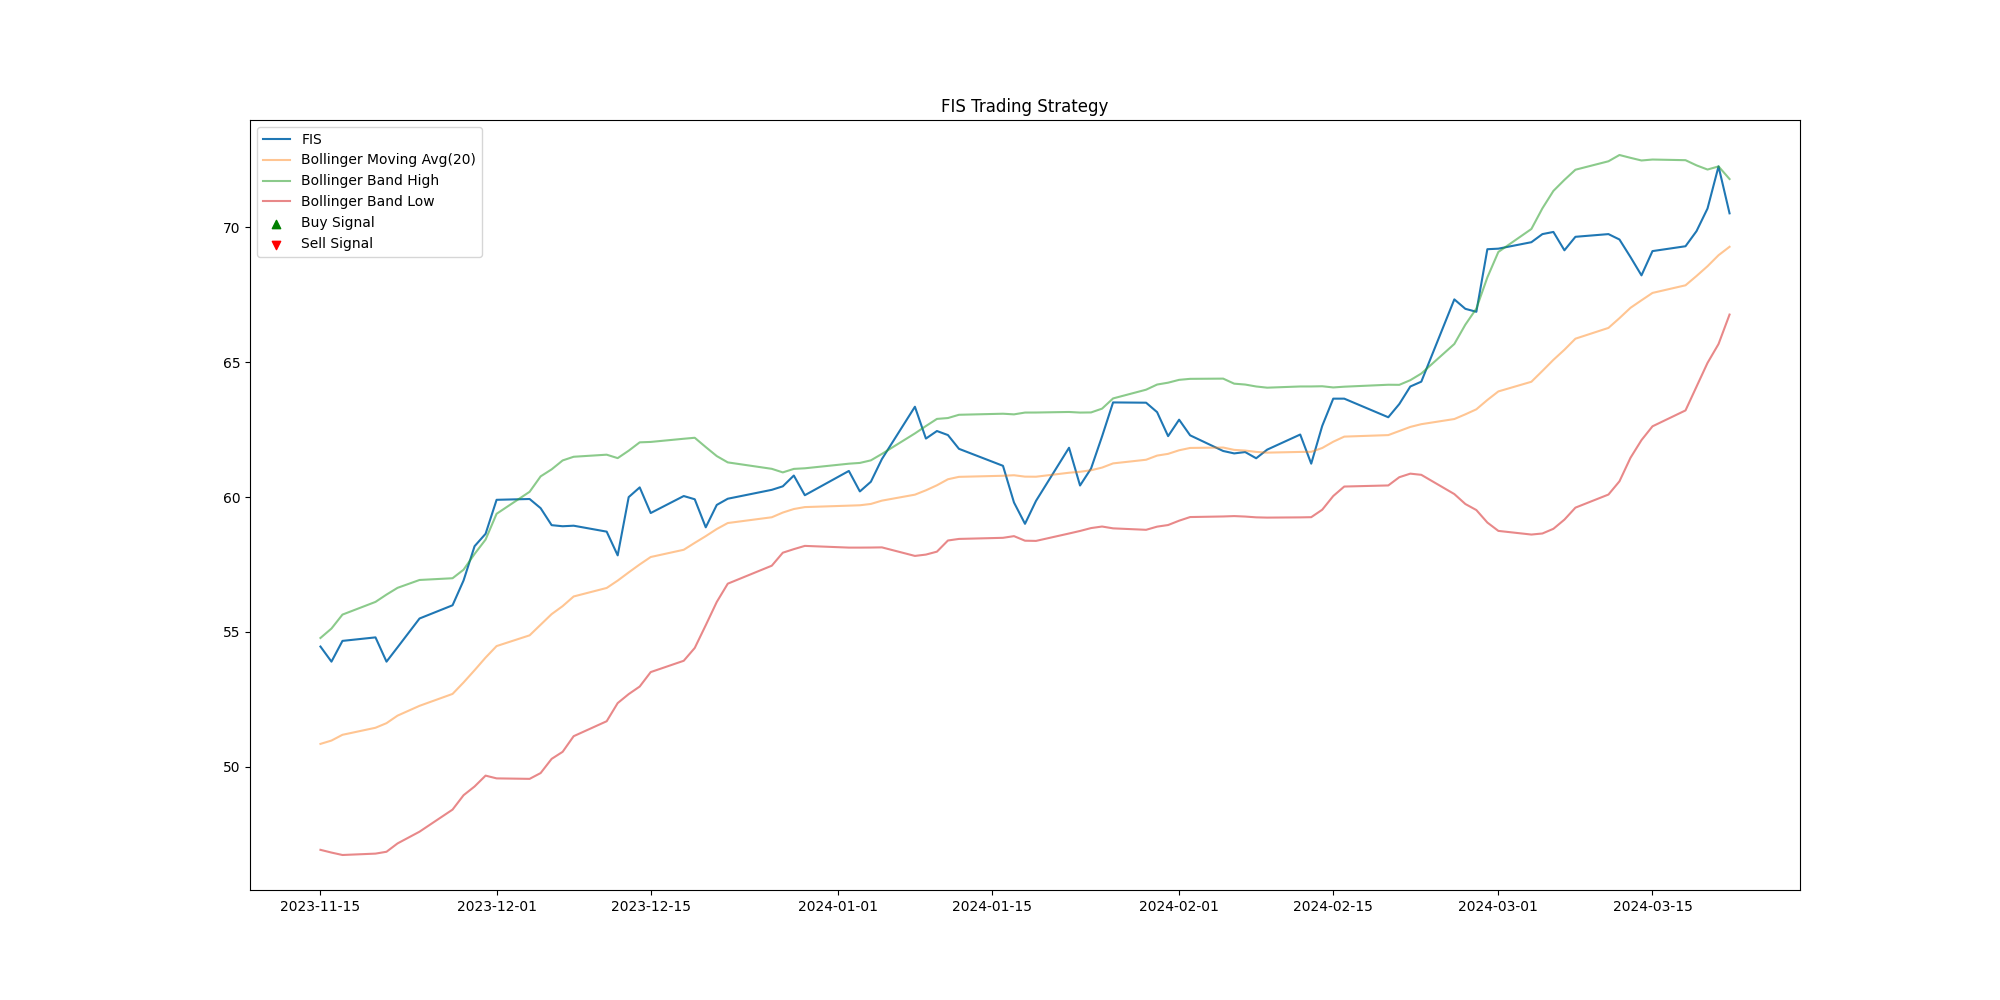 FIS Trading Strategy
FIS
Bollinger Moving Avg(20)
Bollinger Band High
Bollinger Band Low
Buy Signal
Sell Signal
70
65
60
55
50
2023-11-15
2023-12-01
2023-12-15
2024-01-01
2024-01-15
2024-02-01
2024-02-15
2024-03-01
2024-03-15